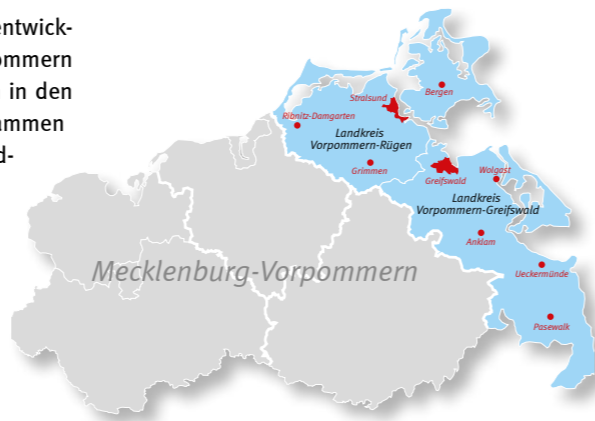 entwick-
ommern
in den
ammen
d-
Stralsund
Bergen
Ribnitz-Damgarten
Landkreis
Vorpommern-Rügen
Grimmen
Greifswald
Wolgast
Landkreis
Vorpommern-Greifswald
Anklam
Mecklenburg-Vorpommern
Ueckermünde
Pasewalk